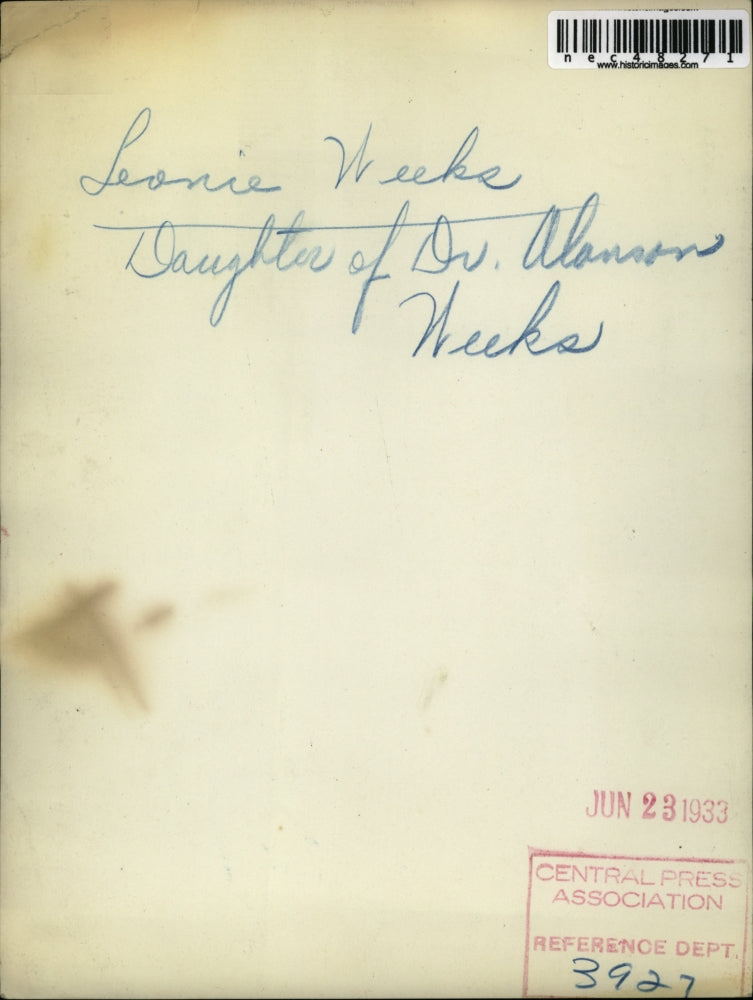 nec48271
www.historicimages.com
Leonie Weeks
Daughter of Dr. Alanson
Weeks
JUN 23 1933
CENTRAL PRESS
ASSOCIATION
REFERENCE DEPT.
3927